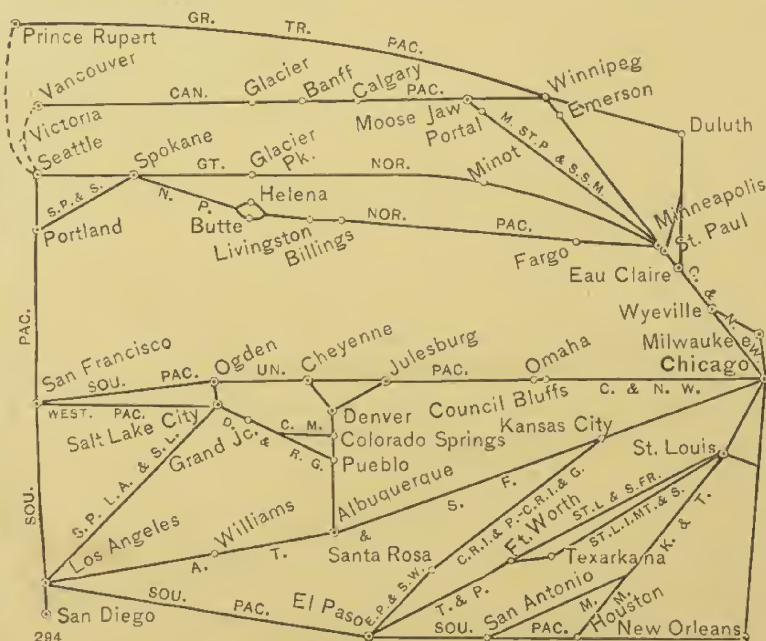 GR. TR. PAC.
Prince Rupert
Vancouver
Glacier
Banff
Calgary
Winnipeg
CAN. PAC.
Emerson
Victoria
Moose Jaw
Portal
M. ST. P. & S.S.M.
Duluth
Seattle
Spokane
Glacier
Pk.
GT. NOR.
Minot
S.P. & S.
N. P.
Helena
Minneapolis
St. Paul
Portland
Butte
Livingston
Billings
NOR. PAC.
Fargo
Eau Claire
C. & N. W.
Wyeville
PAC.
Milwaukee
San Francisco
SOU. PAC.
Ogden
UN.
Cheyenne
Julesburg
PAC.
Omaha
Chicago
WEST. PAC.
Council Bluffs
C. & N. W.
Salt Lake City
Denver
Kansas City
Grand Jc.
D. & R. G.
C. M.
Colorado Springs
St. Louis
Pueblo
S.P. L.A. & S.L.
Albuquerque
SOU.
A. T. & S. F.
ST.L & S.FR.
Los Angeles
Williams
Santa Rosa
C.R.I & P.-C.R.I.& G.
Ft. Worth
ST.L.I.MT.& S.
Texarkana
M. K. & T.
E.P. & S.W.
SOU. PAC.
El Paso
T. & P.
San Antonio
M.
Houston
San Diego
SOU. PAC.
New Orleans
294